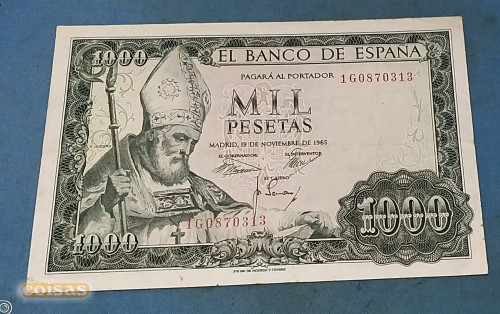 1000
EL BANCO DE ESPAÑA
PAGARÁ AL PORTADOR 1G0870313
MIL
PESETAS
MADRID, 19 DE NOVIEMBRE DE 1965
EL GOBERNADOR EL INTERVENTOR
EL CAJERO
1G0870313
1000
1000
coisas